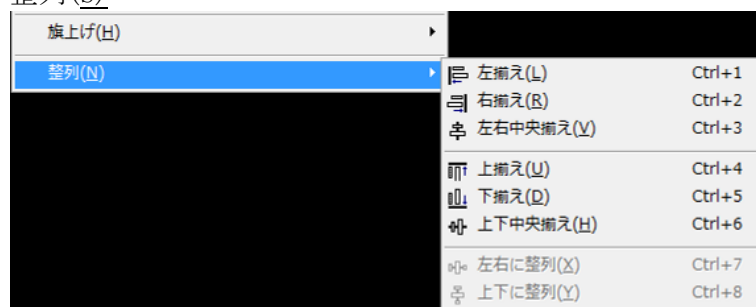 整列(S)
旗上げ(H)
整列(N)
左揃え(L) Ctrl+1
右揃え(R) Ctrl+2
左右中央揃え(V) Ctrl+3
上揃え(U) Ctrl+4
下揃え(D) Ctrl+5
上下中央揃え(H) Ctrl+6
左右に整列(X) Ctrl+7
上下に整列(Y) Ctrl+8